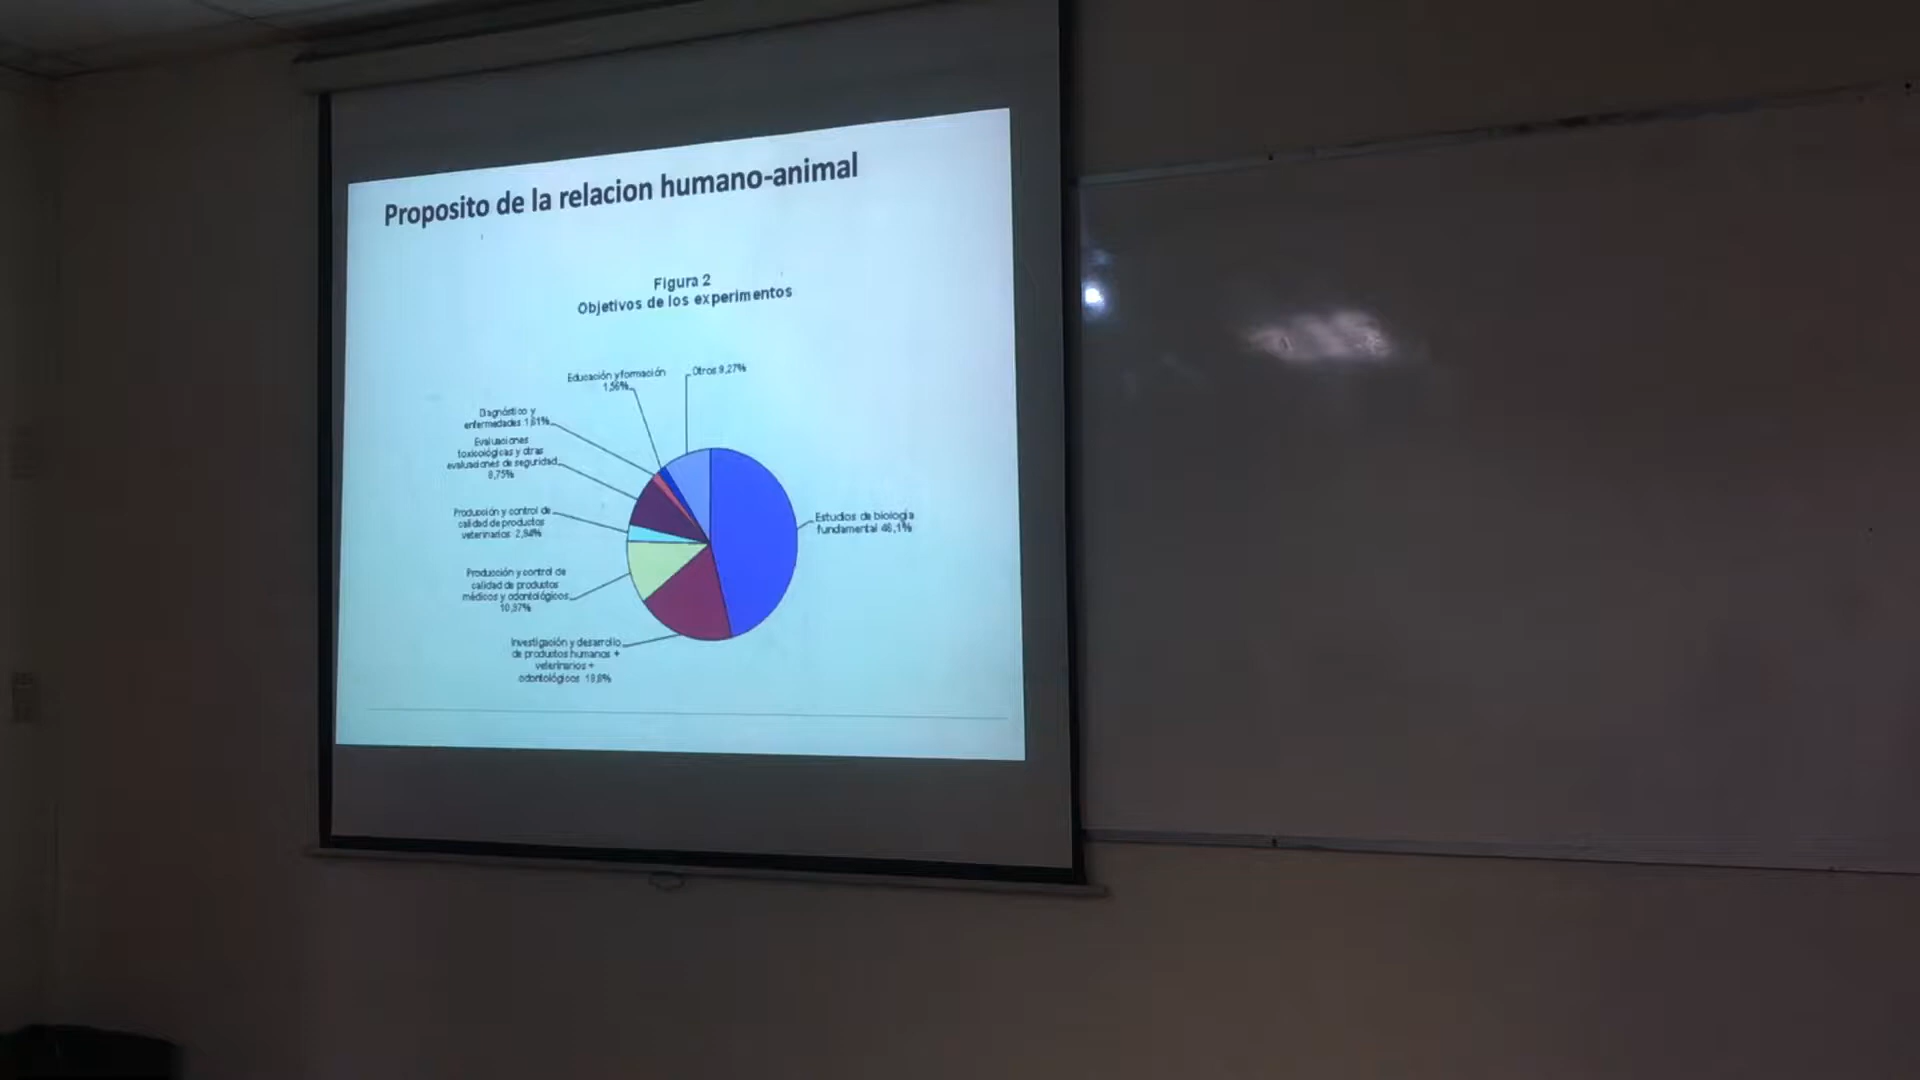 Proposito de la relacion humano-animal
Figura 2
Objetivos de los experimentos
Educación y formación
1,56%
Otros 9,27%
Diagnóstico y
enfermedades 1,61%
Evaluaciones
toxicológicas y otras
evaluaciones de seguridad
8,75%
Producción y control de
calidad de productos
veterinarios 2,94%
Estudios de biología
fundamental 46,1%
Producción y control de
calidad de productos
médicos y odontológicos
10,97%
Investigación y desarrollo
de productos humanos +
veterinarios +
odontológicos 18,8%